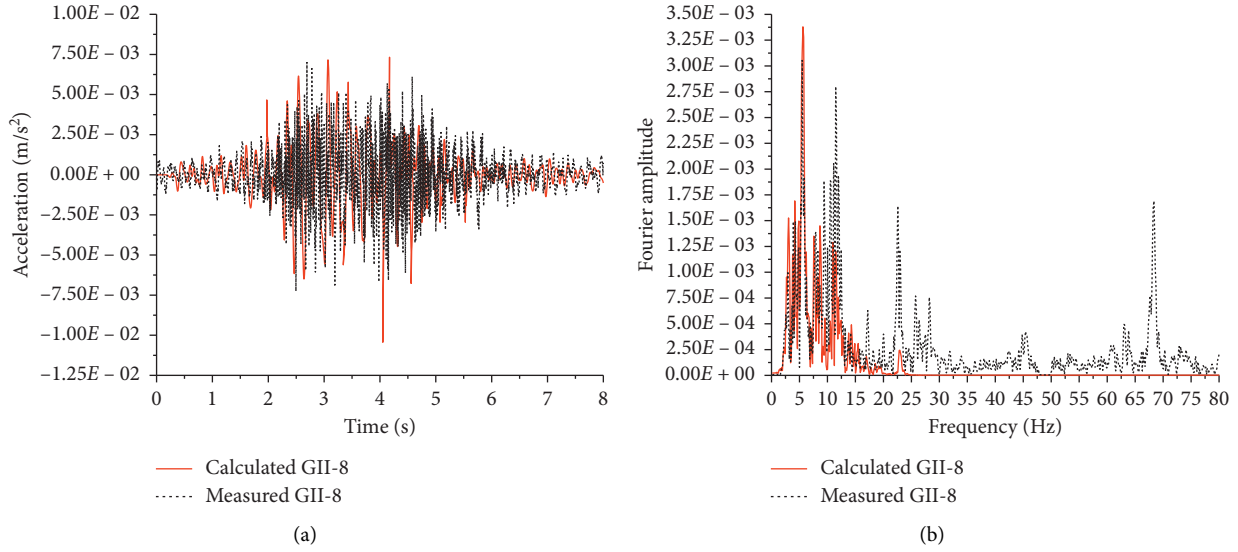 1.00E – 02
7.50E – 03
5.00E – 03
2.50E – 03
0.00E + 00
–2.50E – 03
–5.00E – 03
–7.50E – 03
–1.00E – 02
–1.25E – 02
Acceleration (m/s²)
0 1 2 3 4 5 6 7 8
Time (s)
Calculated GII-8
Measured GII-8
(a)
3.50E – 03
3.25E – 03
3.00E – 03
2.75E – 03
2.50E – 03
2.25E – 03
2.00E – 03
1.75E – 03
1.50E – 03
1.25E – 03
1.00E – 03
7.50E – 04
5.00E – 04
2.50E – 04
0.00E + 00
Fourier amplitude
0 5 10 15 20 25 30 35 40 45 50 55 60 65 70 75 80
Frequency (Hz)
Calculated GII-8
Measured GII-8
(b)